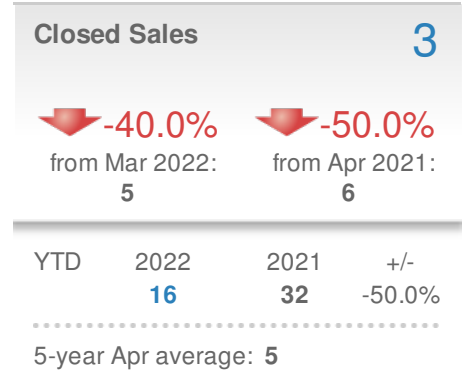 Closed Sales 3
-40.0% -50.0%
from Mar 2022: from Apr 2021:
5 6
YTD 2022 2021 +/-
16 32 -50.0%
5-year Apr average: 5